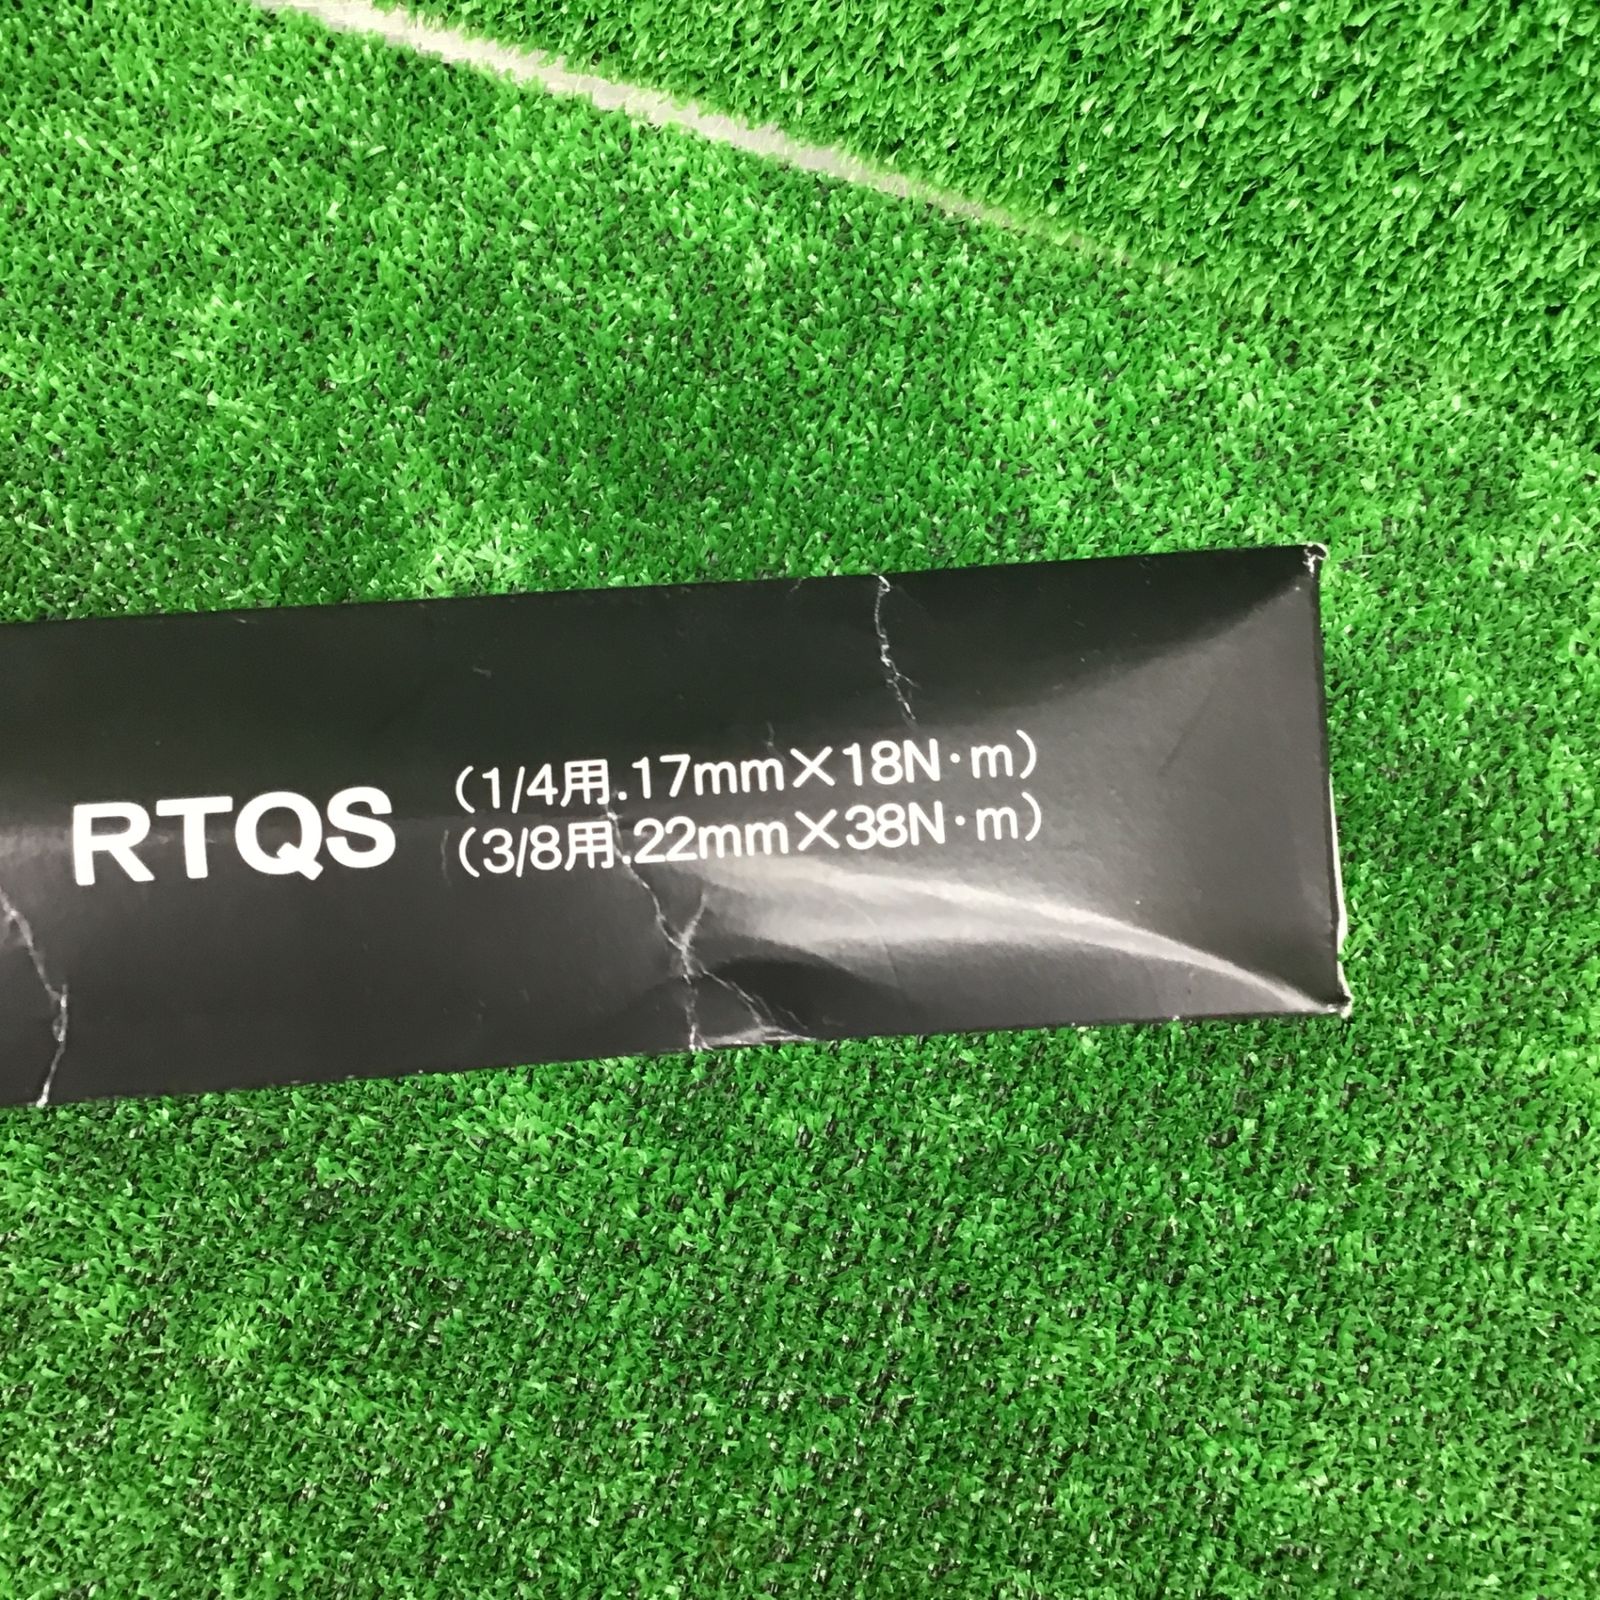 RTQS
（1/4用.17mm×18N·m）
（3/8用.22mm×38N·m）